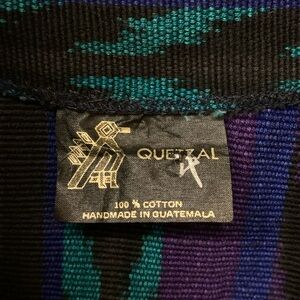 QUETZAL
100 % COTTON
HANDMADE IN GUATEMALA